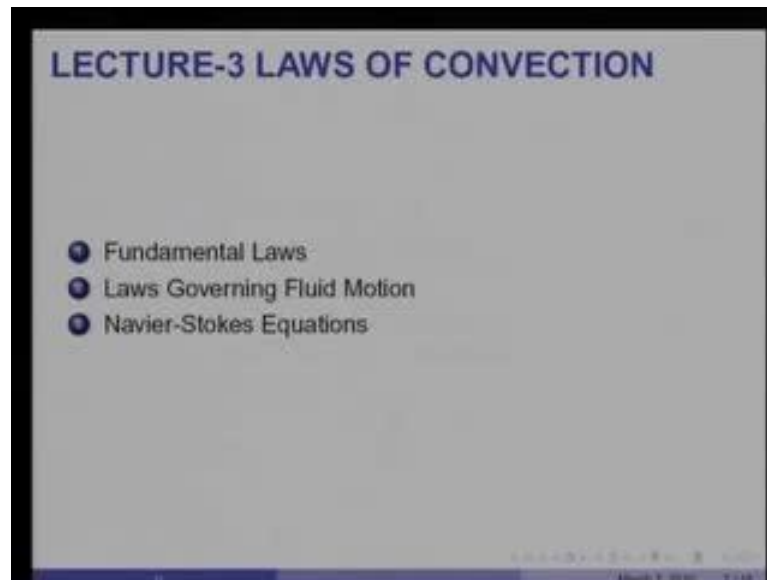 LECTURE-3 LAWS OF CONVECTION
Fundamental Laws
Laws Governing Fluid Motion
Navier-Stokes Equations